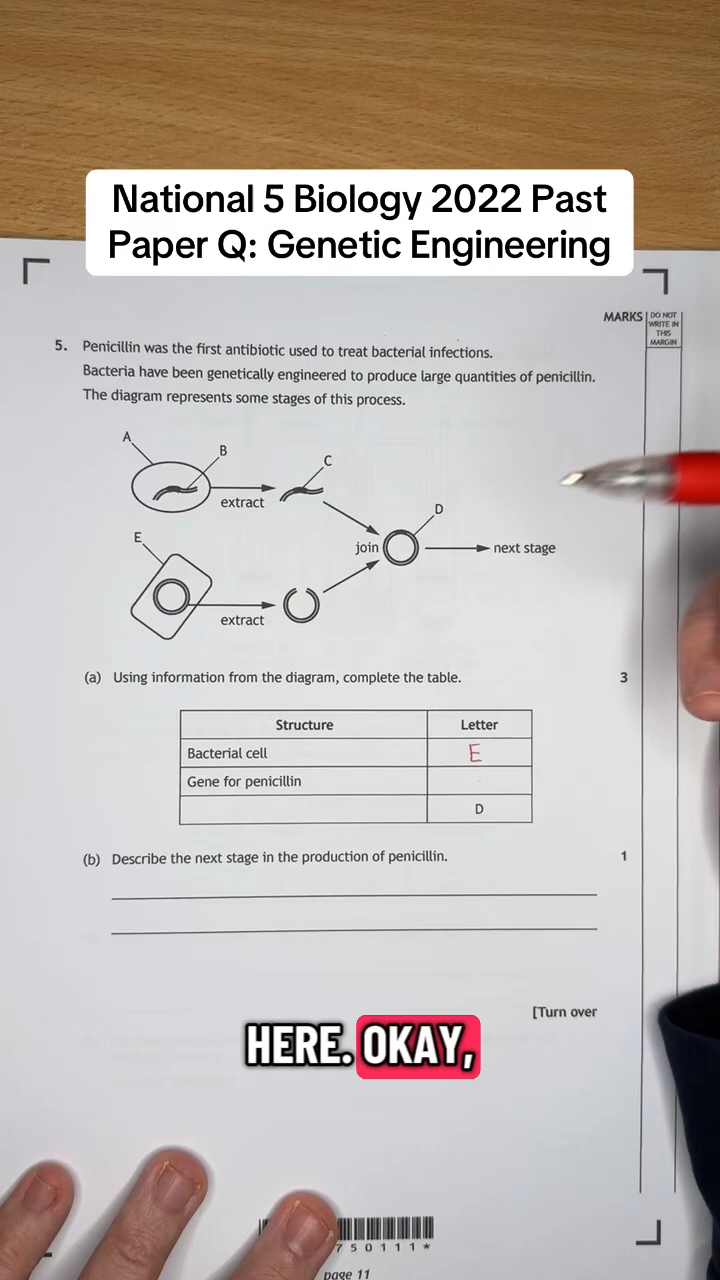 National 5 Biology 2022 Past
Paper Q: Genetic Engineering
MARKS
DO NOT
WRITE IN
THIS
MARGIN
5. Penicillin was the first antibiotic used to treat bacterial infections.
Bacteria have been genetically engineered to produce large quantities of penicillin.
The diagram represents some stages of this process.
A
B
C
extract
D
E
join
next stage
extract
(a) Using information from the diagram, complete the table. 3
Structure Letter
Bacterial cell E
Gene for penicillin
D
(b) Describe the next stage in the production of penicillin. 1
[Turn over
HERE. OKAY,
750111*
page 11